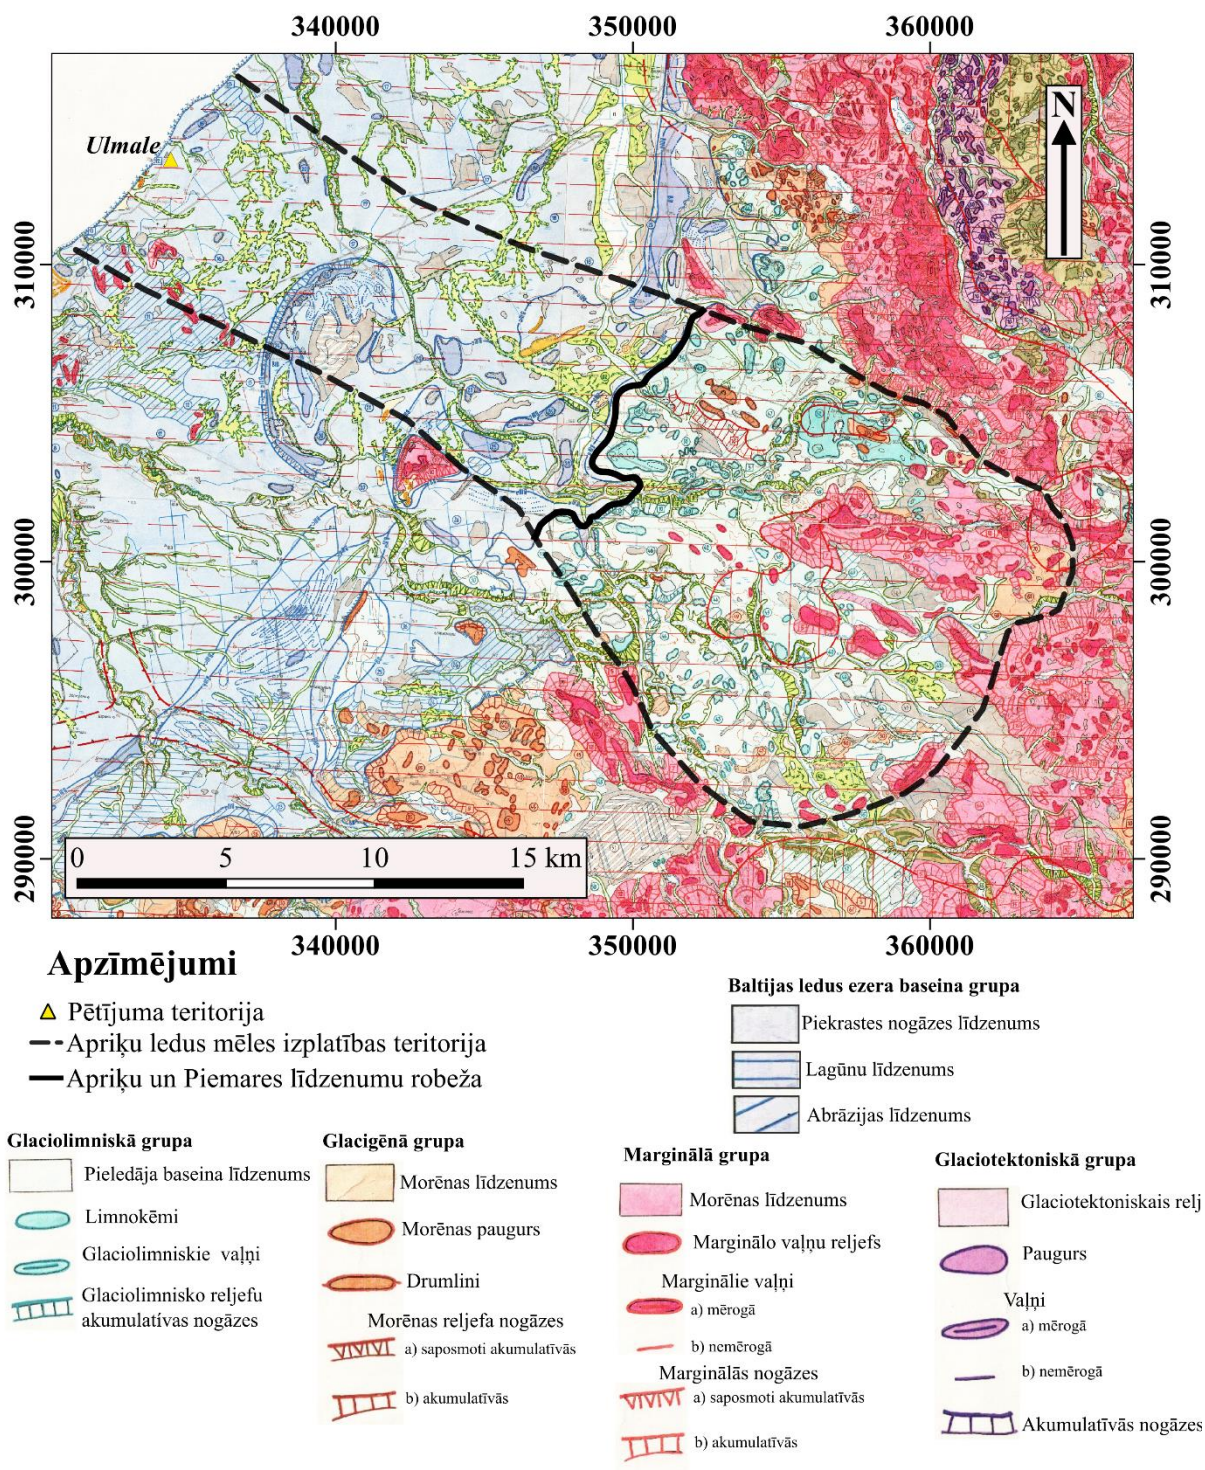 340000
350000
360000
Ulmale
N
310000
310000
300000
300000
290000
290000
0 5 10 15 km
340000
350000
360000
Apzīmējumi
Pētījuma teritorija
Apriķu ledus mēles izplatības teritorija
Apriķu un Piemares līdzenumu robeža
Baltijas ledus ezera baseina grupa
Piekrastes nogāzes līdzenums
Lagūnu līdzenums
Abrāzijas līdzenums
Glaciolimniskā grupa
Pieledāja baseina līdzenums
Limnokēmi
Glaciolimniskie vaļņi
Glaciolimnisko reljefu
akumulatívas nogāzes
Glacigēnā grupa
Morēnas līdzenums
Morēnas paugurs
Drumlini
Morēnas reljefa nogāzes
a) saposmoti akumulatīvās
b) akumulatīvās
Marginālā grupa
Morēnas līdzenums
Marginālo vaļņu reljefs
Marginālie vaļņi
a) mērogā
b) nemērogā
Marginālās nogāzes
a) saposmoti akumulatīvās
b) akumulatīvās
Glaciotektoniskā grupa
Glaciotektoniskais relj
Paugurs
Vaļņi
a) mērogā
b) nemērogā
Akumulatīvās nogāzes